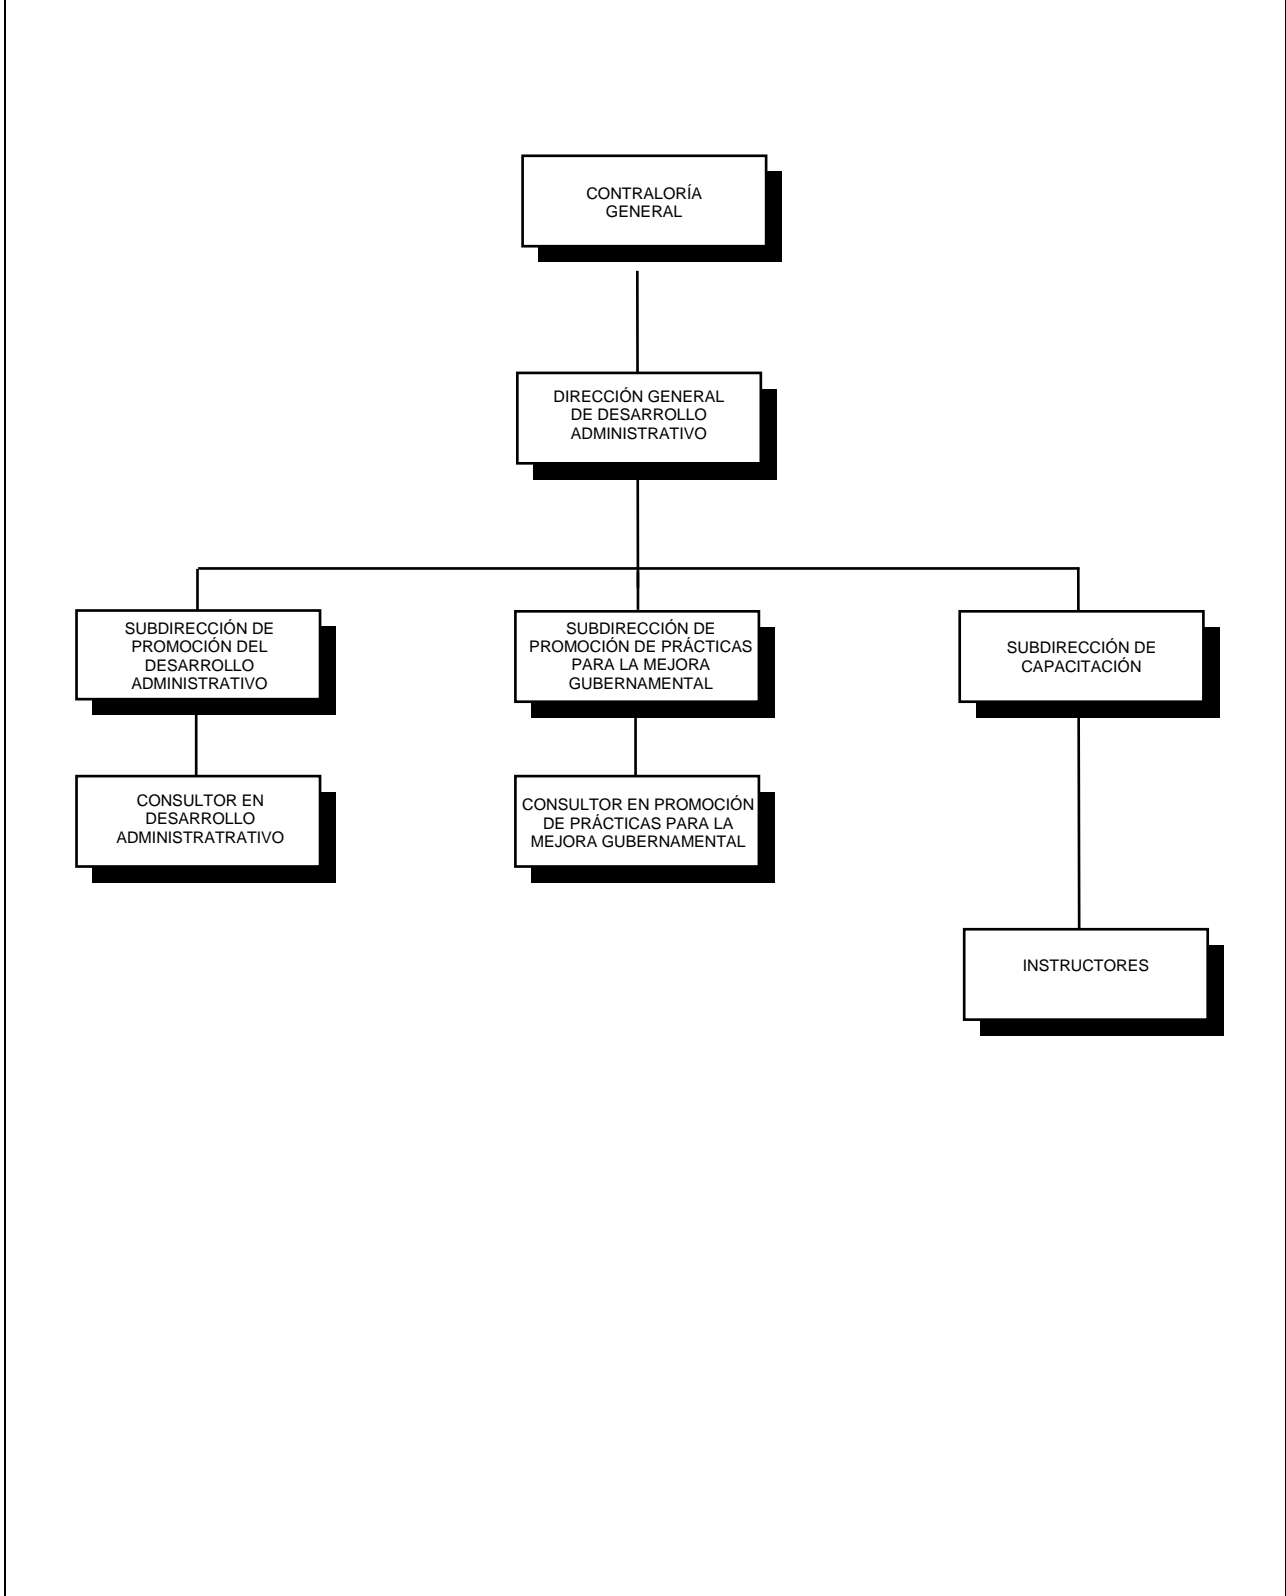 CONTRALORÍA
GENERAL
DIRECCIÓN GENERAL
DE DESARROLLO
ADMINISTRATIVO
SUBDIRECCIÓN DE
PROMOCIÓN DEL
DESARROLLO
ADMINISTRATIVO
SUBDIRECCIÓN DE
PROMOCIÓN DE PRÁCTICAS
PARA LA MEJORA
GUBERNAMENTAL
SUBDIRECCIÓN DE
CAPACITACIÓN
CONSULTOR EN
DESARROLLO
ADMINISTRATRATIVO
CONSULTOR EN PROMOCIÓN
DE PRÁCTICAS PARA LA
MEJORA GUBERNAMENTAL
INSTRUCTORES